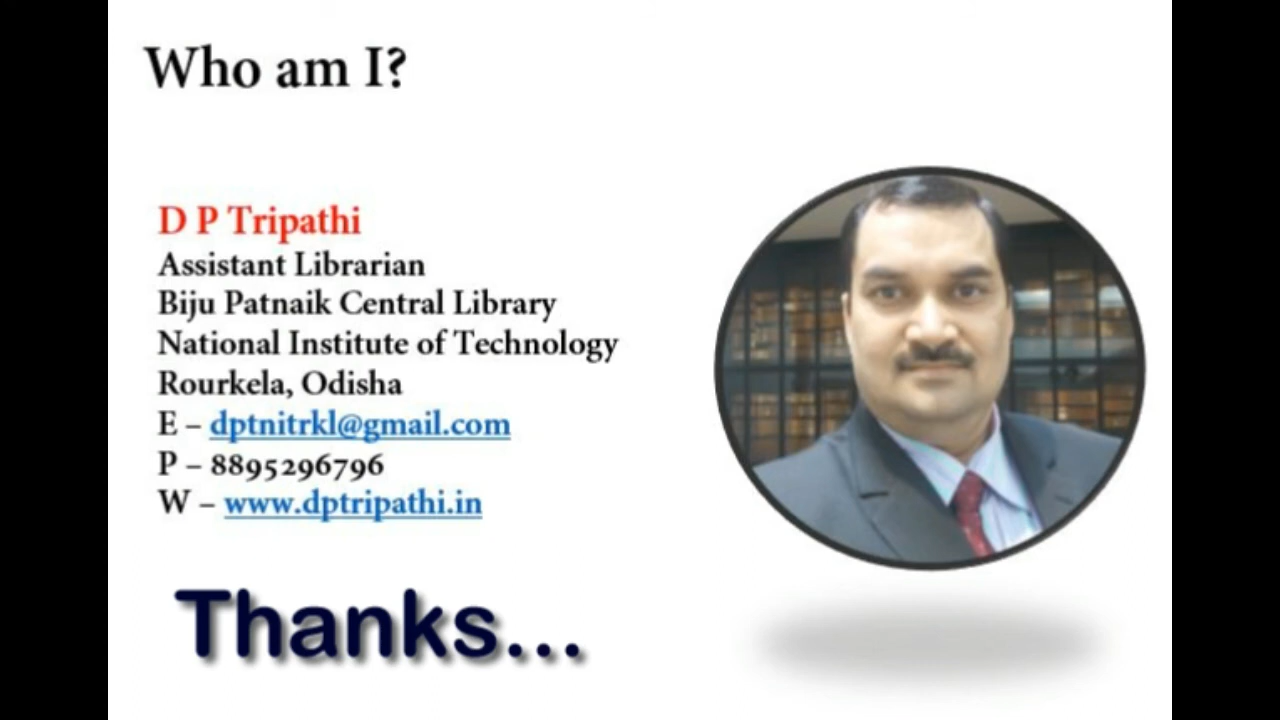 Who am I?
D P Tripathi
Assistant Librarian
Biju Patnaik Central Library
National Institute of Technology
Rourkela, Odisha
E – dptnitrkl@gmail.com
P – 8895296796
W – www.dptripathi.in
Thanks...